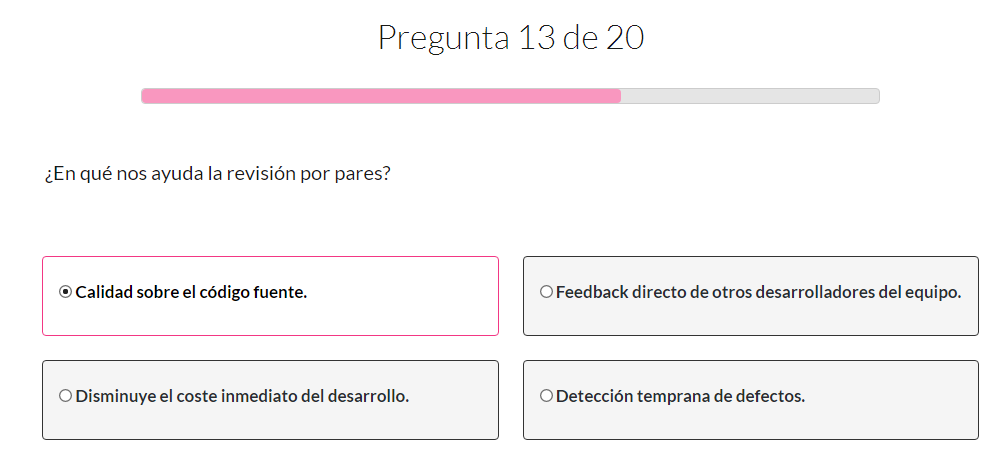 Pregunta 13 de 20
¿En qué nos ayuda la revisión por pares?
Calidad sobre el código fuente.
Feedback directo de otros desarrolladores del equipo.
Disminuye el coste inmediato del desarrollo.
Detección temprana de defectos.